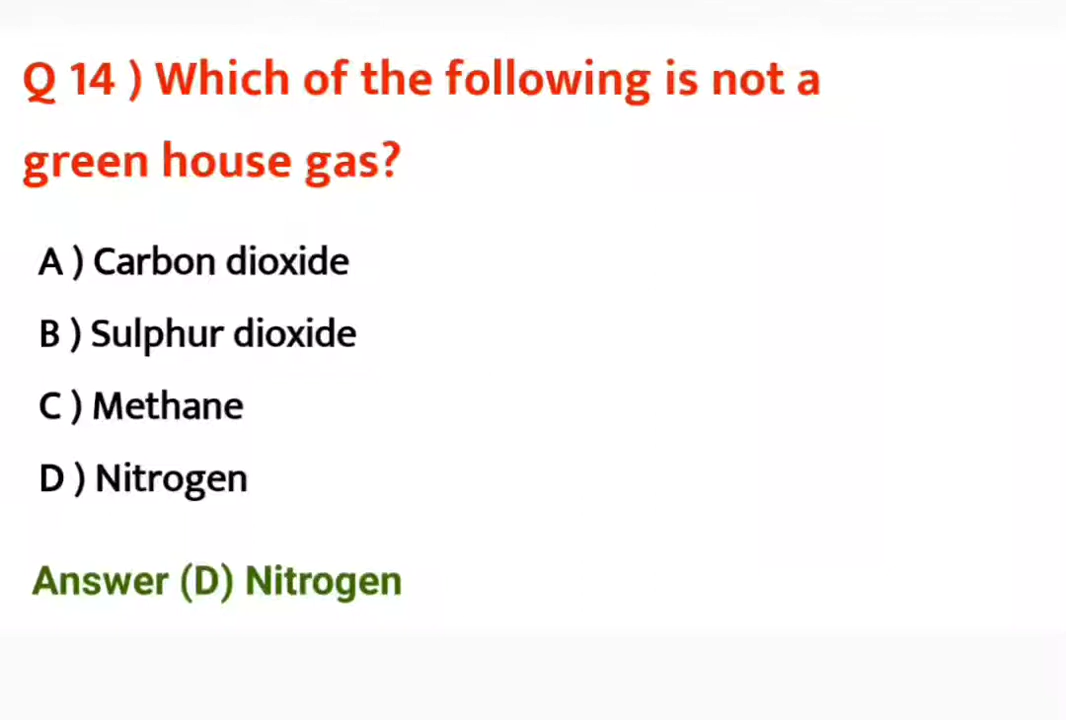 Q 14 ) Which of the following is not a
green house gas?
A ) Carbon dioxide
B ) Sulphur dioxide
C ) Methane
D ) Nitrogen
Answer (D) Nitrogen